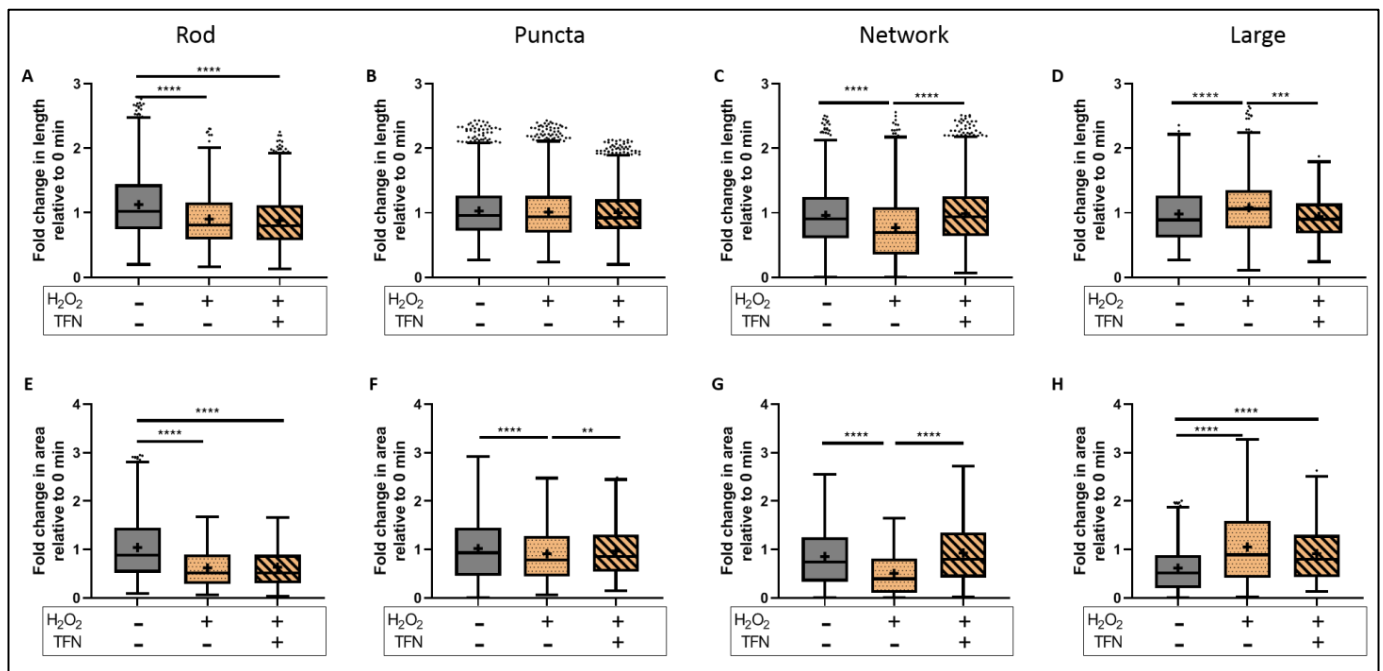 Rod Puncta Network Large
A B C D
Fold change in length
relative to 0 min
3
2
1
0
**** ****
H₂O₂ - + +
TFN - - +
Fold change in length
relative to 0 min
3
2
1
0
H₂O₂ - + +
TFN - - +
Fold change in length
relative to 0 min
3
2
1
0
**** ****
H₂O₂ - + +
TFN - - +
Fold change in length
relative to 0 min
3
2
1
0
**** ***
H₂O₂ - + +
TFN - - +
E F G H
Fold change in area
relative to 0 min
4
3
2
1
0
****
****
H₂O₂ - + +
TFN - - +
Fold change in area
relative to 0 min
4
3
2
1
0
**** **
H₂O₂ - + +
TFN - - +
Fold change in area
relative to 0 min
4
3
2
1
0
**** ****
H₂O₂ - + +
TFN - - +
Fold change in area
relative to 0 min
4
3
2
1
0
****
****
H₂O₂ - + +
TFN - - +